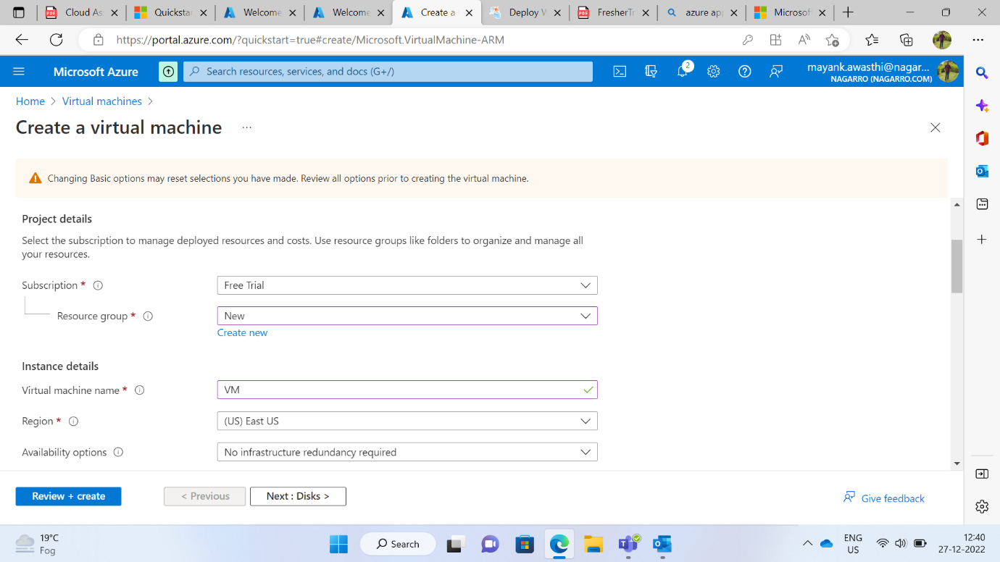 Cloud As
Quicksta
Welcome
Welcome
Create a
Deploy V
FresherTr
azure ap
Microsof
https://portal.azure.com/?quickstart=true#create/Microsoft.VirtualMachine-ARM
Microsoft Azure
Search resources, services, and docs (G+/)
2
mayank.awasthi@nagar...
NAGARRO (NAGARRO.COM)
Home > Virtual machines >
Create a virtual machine ...
Changing Basic options may reset selections you have made. Review all options prior to creating the virtual machine.
Project details
Select the subscription to manage deployed resources and costs. Use resource groups like folders to organize and manage all
your resources.
Subscription *
Free Trial
Resource group *
New
Create new
Instance details
Virtual machine name *
VM
Region *
(US) East US
Availability options
No infrastructure redundancy required
Review + create
< Previous
Next : Disks >
Give feedback
19°C
Fog
Search
ENG
US
12:40
27-12-2022